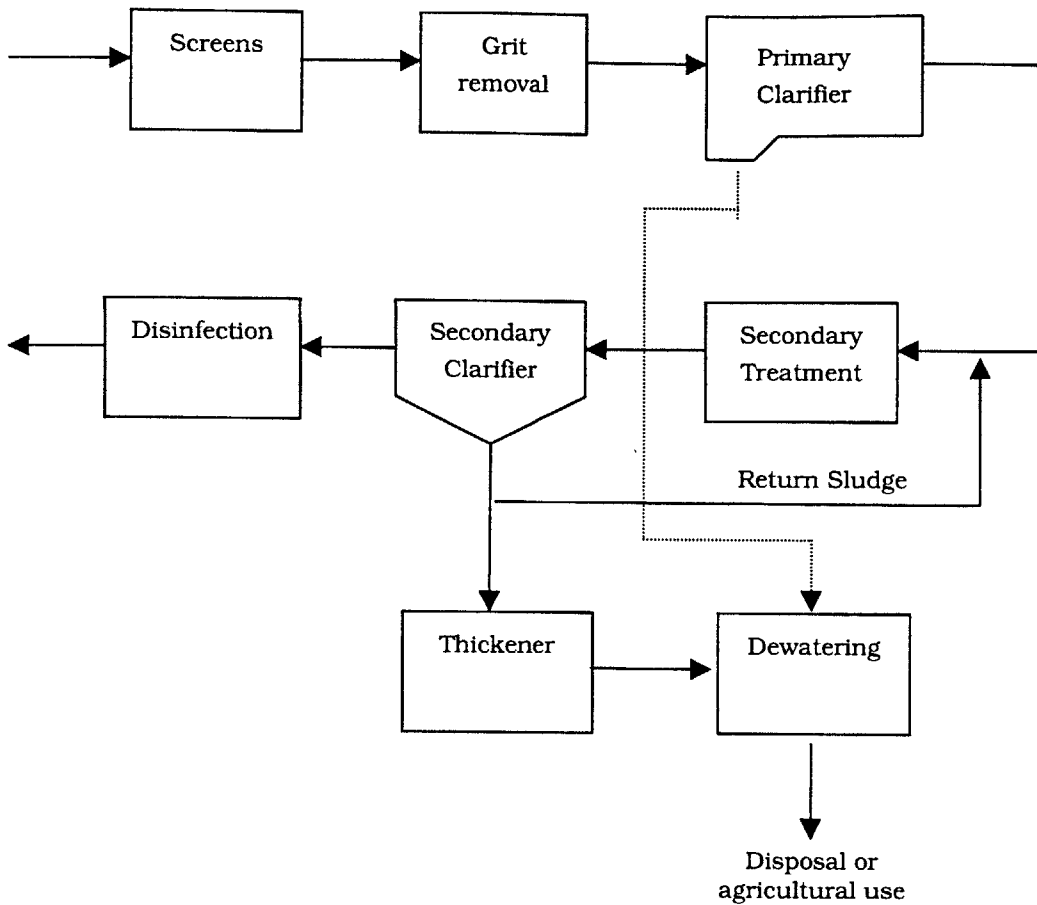 Screens
Grit
removal
Primary
Clarifier
Disinfection
Secondary
Clarifier
Secondary
Treatment
Return Sludge
Thickener
Dewatering
Disposal or
agricultural use